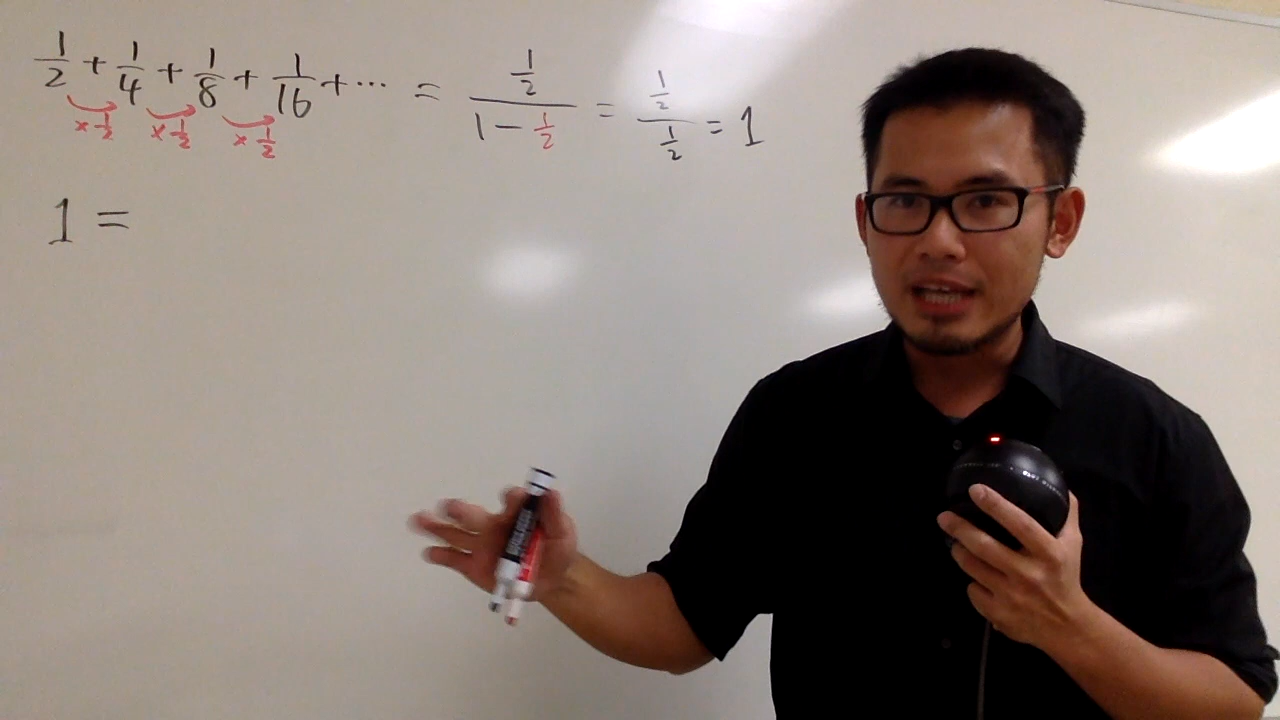 1/2 + 1/4 + 1/8 + 1/16 + ... = (1/2)/(1 - 1/2) = (1/2)/(1/2) = 1
×1/2 ×1/2 ×1/2
1 =